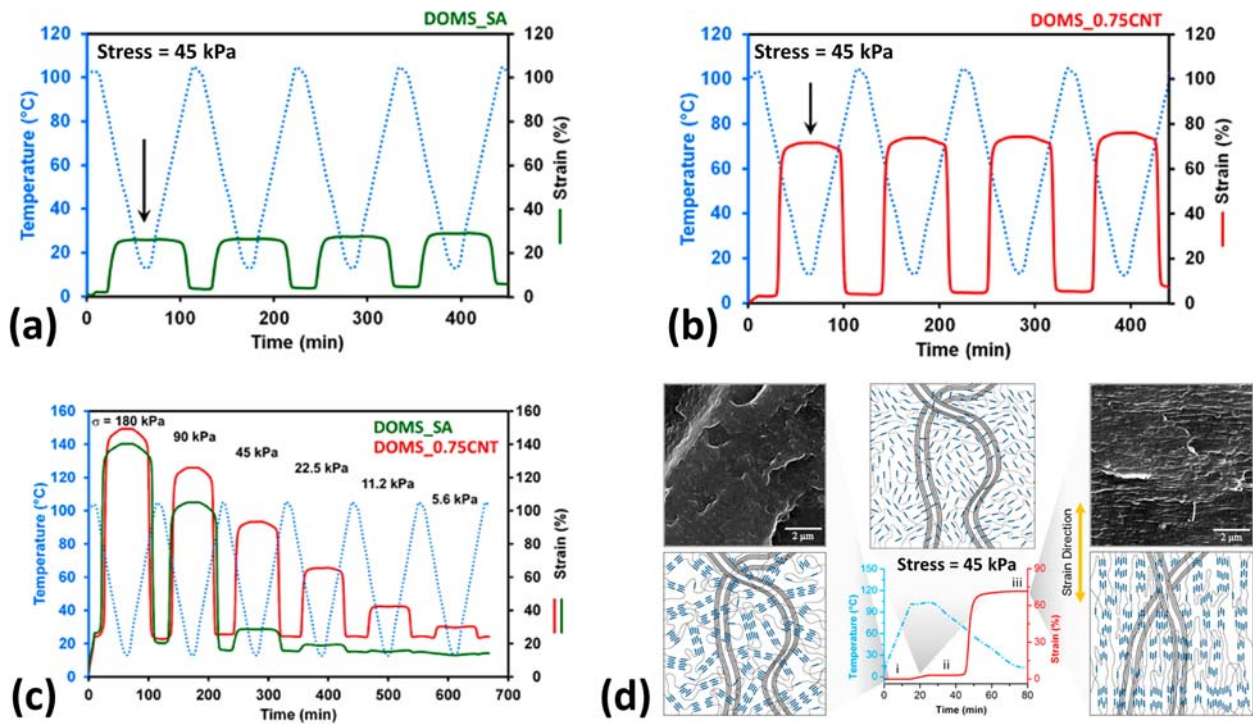 DOMS_SA
120
120
Stress = 45 kPa
100
100
80
80
60
60
40
40
20
20
0
0
0
100
200
300
400
Temperature (°C)
Strain (%)
Time (min)
(a)
DOMS_0.75CNT
120
120
Stress = 45 kPa
100
100
80
80
60
60
40
40
20
20
0
0
0
100
200
300
400
Temperature (°C)
Strain (%)
Time (min)
(b)
160
160
σ = 180 kPa
DOMS_SA
DOMS_0.75CNT
90 kPa
45 kPa
22.5 kPa
11.2 kPa
5.6 kPa
140
140
120
120
100
100
80
80
60
60
40
40
20
20
0
0
0
100
200
300
400
500
600
700
Temperature (°C)
Strain (%)
Time (min)
(c)
2 µm
2 µm
Strain Direction
Stress = 45 kPa
150
90
120
90
60
60
30
30
0
0
0
20
40
60
80
i
ii
iii
Temperature (°C)
Strain (%)
Time (min)
(d)